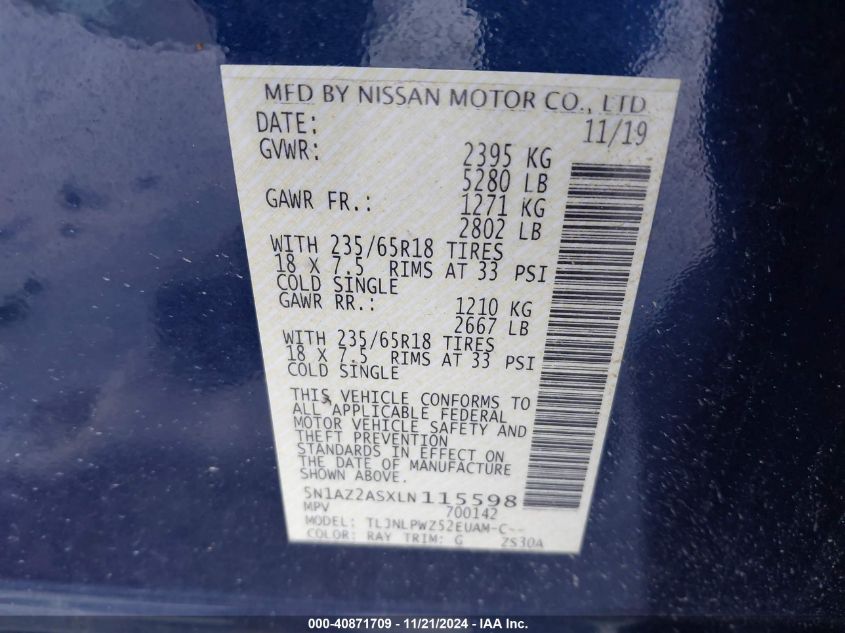 MFD BY NISSAN MOTOR CO., LTD
DATE: 11/19
GVWR: 2395 KG
5280 LB
GAWR FR.: 1271 KG
2802 LB
WITH 235/65R18 TIRES
18 X 7.5 RIMS AT 33 PSI
COLD SINGLE
GAWR RR.: 1210 KG
2667 LB
WITH 235/65R18 TIRES
18 X 7.5 RIMS AT 33 PSI
COLD SINGLE
THIS VEHICLE CONFORMS TO
ALL APPLICABLE FEDERAL
MOTOR VEHICLE SAFETY AND
THEFT PREVENTION
STANDARDS IN EFFECT ON
THE DATE OF MANUFACTURE
SHOWN ABOVE.
5N1AZ2ASXLN115598
MPV 700142
MODEL: TLJNLPWZ52EUAM-C--
COLOR: RAY TRIM: G ZS30A
000-40871709 - 11/21/2024 - IAA Inc.